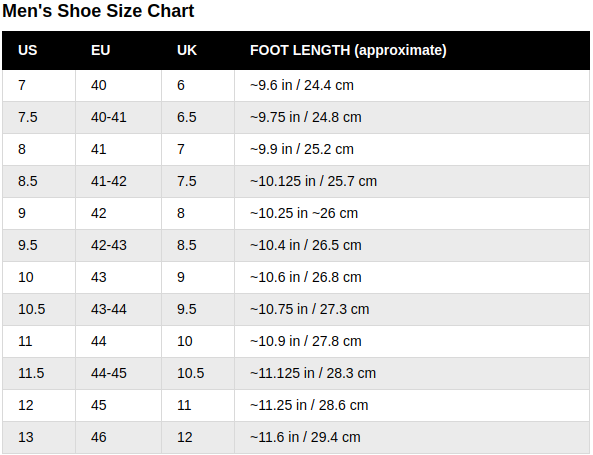 Men's Shoe Size Chart
US EU UK FOOT LENGTH (approximate)
7 40 6 ~9.6 in / 24.4 cm
7.5 40-41 6.5 ~9.75 in / 24.8 cm
8 41 7 ~9.9 in / 25.2 cm
8.5 41-42 7.5 ~10.125 in / 25.7 cm
9 42 8 ~10.25 in ~26 cm
9.5 42-43 8.5 ~10.4 in / 26.5 cm
10 43 9 ~10.6 in / 26.8 cm
10.5 43-44 9.5 ~10.75 in / 27.3 cm
11 44 10 ~10.9 in / 27.8 cm
11.5 44-45 10.5 ~11.125 in / 28.3 cm
12 45 11 ~11.25 in / 28.6 cm
13 46 12 ~11.6 in / 29.4 cm